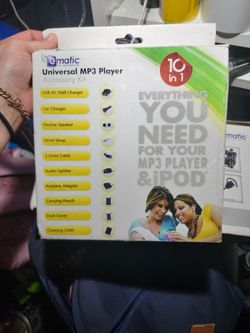 ematic
10
in 1
Universal MP3 Player
Accessory Kit
USB AC Wall Charger
Car Charger
Passive Speaker
Wrist Strap
3.5mm Cable
Audio Splitter
Airplane Adapter
Carrying Pouch
Dust Cover
Cleaning Cloth
EVERYTHING
YOU
NEED
FOR YOUR
MP3 PLAYER
& iPOD
ematic